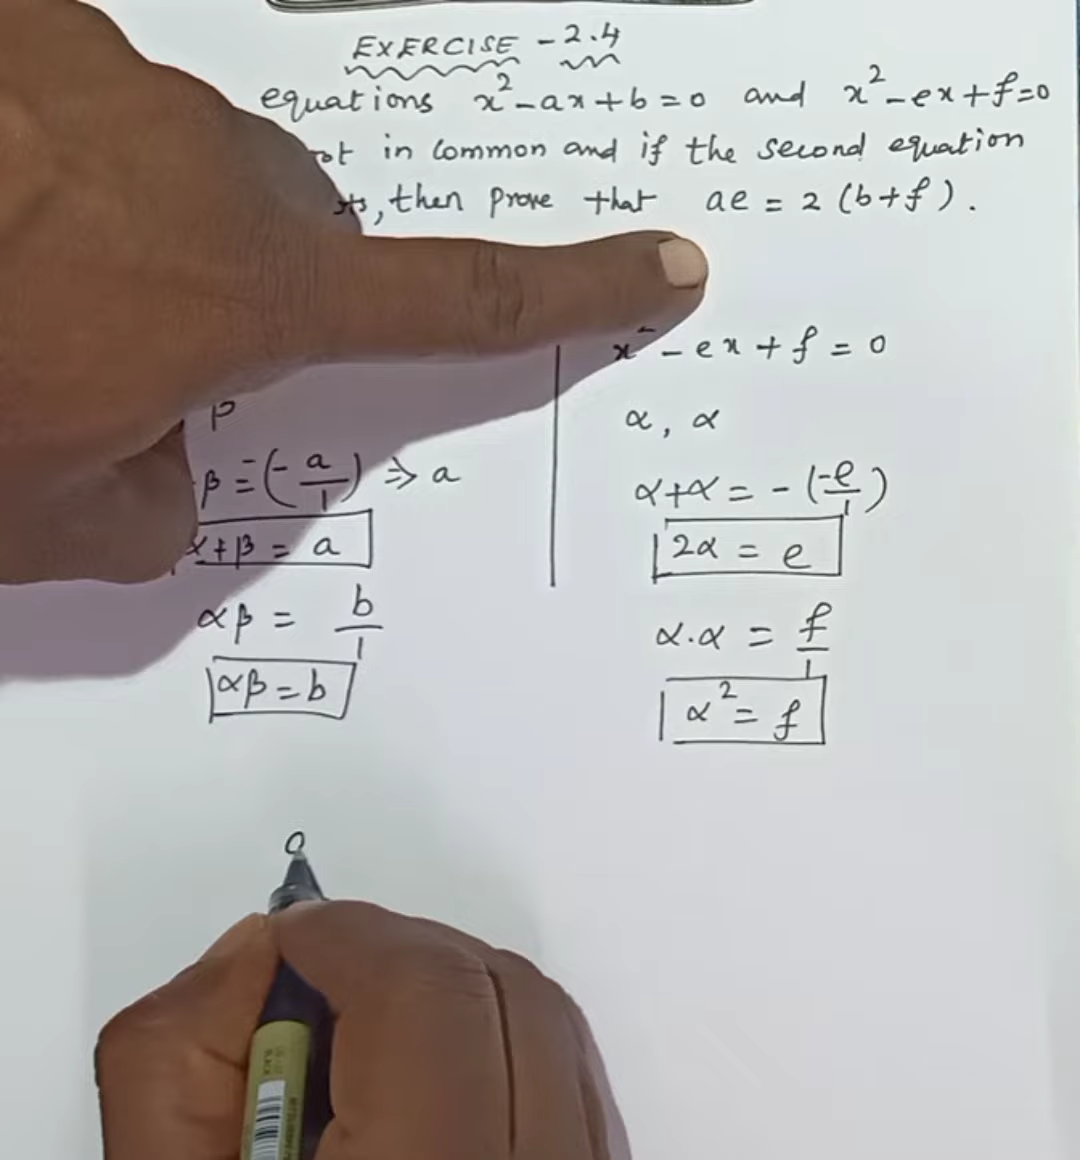 EXERCISE - 2.4
equations x² - ax + b = 0 and x² - ex + f = 0
in common and if the second equation
, then prove that ae = 2 (b + f).
x² - ex + f = 0
β
α, α
β = (- a/1) ⇒ a
α + α = - (-e/1)
α + β = a
2α = e
αβ = b/1
α.α = f/1
αβ = b
α² = f